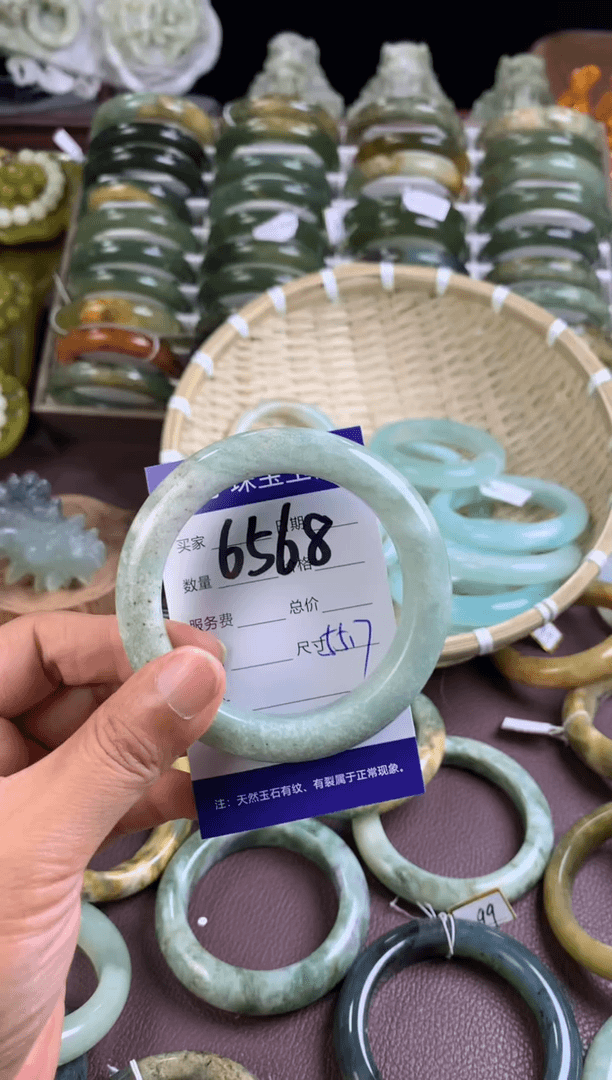 珠宝
买家 日期
6568
数量 格
服务费 总价
尺寸 55.7
注:天然玉石有纹、有裂属于正常现象。
99